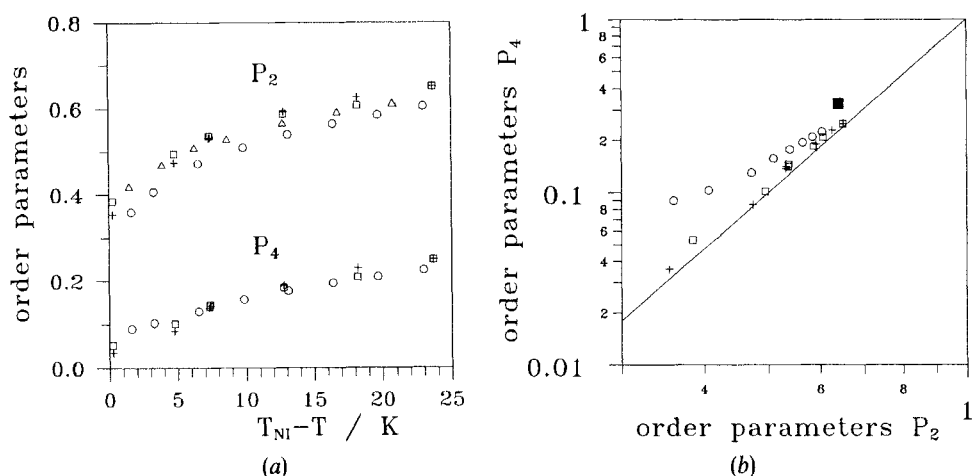 0.8
0.6
0.4
0.2
0.0
order parameters
P₂
P₄
0 5 10 15 20 25
T_NI-T / K
(a)
1
8
6
4
2
0.1
8
6
4
2
0.01
order parameters P₄
4 6 8 1
order parameters P₂
(b)